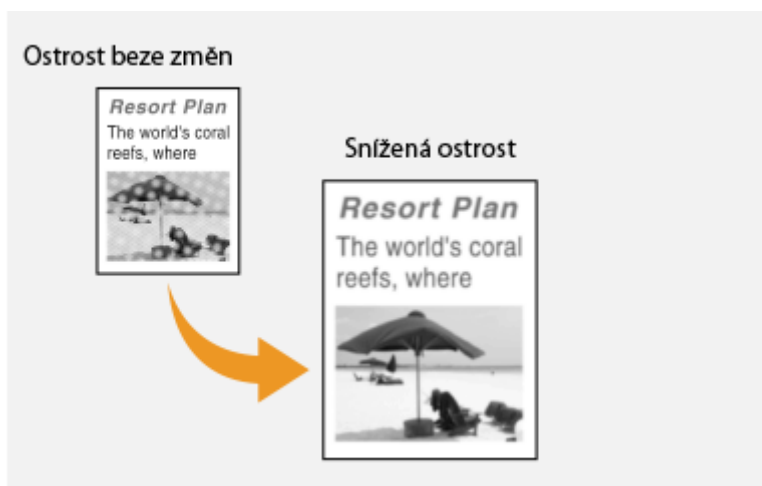 Ostrost beze změn
Resort Plan
The world's coral
reefs, where
Snížená ostrost
Resort Plan
The world's coral
reefs, where